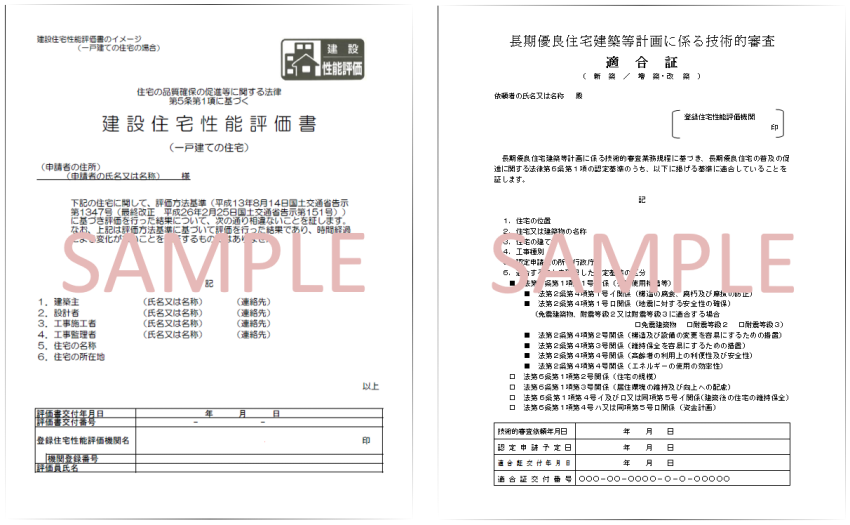 建設住宅性能評価書のイメージ
(一戸建ての住宅の場合)
建設
性能評価
住宅の品質確保の促進等に関する法律
第5条第1項に基づく
建設住宅性能評価書
(一戸建ての住宅)
(申請者の住所)
(申請者の氏名又は名称) 様
下記の住宅に関して、評価方法基準(平成13年8月14日国土交通省告示
第1347号(最終改正 平成26年2月25日国土交通省告示第151号))
に基づき評価を行った結果について、次の通り相違ないことを証します。
なお、上記は評価方法基準に基づいて評価を行った結果であり、時間経過
による変化がないことを
SAMPLE
記
1.建築主 (氏名又は名称) (連絡先)
2.設計者 (氏名又は名称) (連絡先)
3.工事施工者 (氏名又は名称) (連絡先)
4.工事監理者 (氏名又は名称) (連絡先)
5.住宅の名称
6.住宅の所在地
以上
評価書交付年月日 年 月 日
評価書交付番号 - -
登録住宅性能評価機関名 印
機関登録番号
評価員氏名
長期優良住宅建築等計画に係る技術的審査
適合証
(新築/増築・改築)
依頼者の氏名又は名称 殿
登録住宅性能評価機関
印
長期優良住宅建築等計画に係る技術的審査業務規程に基づき、長期優良住宅の普及の促
進に関する法律第6条第1項の認定基準のうち、以下に掲げる基準に適合していることを
証します。
記
1.住宅の位置
2.住宅又は建築物の名称
3.住宅の建て
4.工事種別
認定申請 の所 行政庁
SAMPLE
■ 法第2条第4項第1号イ関係(構造の腐食、腐朽及び摩損の防止)
■ 法第2条第4項第1号ロ関係(地震に対する安全性の確保)
(免震建築物、耐震等級2又は耐震等級3に適合する場合
□免震建築物 □耐震等級2 □耐震等級3)
■ 法第2条第4項第2号関係(構造及び設備の変更を容易にするための措置)
■ 法第2条第4項第3号関係(維持保全を容易にするための措置)
■ 法第2条第4項第4号関係(高齢者の利用上の利便性及び安全性)
■ 法第2条第4項第4号関係(エネルギーの使用の効率性)
□ 法第6条第1項第2号関係(住宅の規模)
□ 法第6条第1項第3号関係(居住環境の維持及び向上への配慮)
□ 法第6条第1項第4号イ及びロ又は同項第5号イ関係(建築後の住宅の維持保全)
□ 法第6条第1項第4号ハ又は同項第5号ロ関係(資金計画)
技術的審査依頼年月日 年 月 日
認定申請予定日 年 月 日
適合証交付年月日 年 月 日
適合証交付番号 ○○○-○○-○○○○-○-○-○○○○○